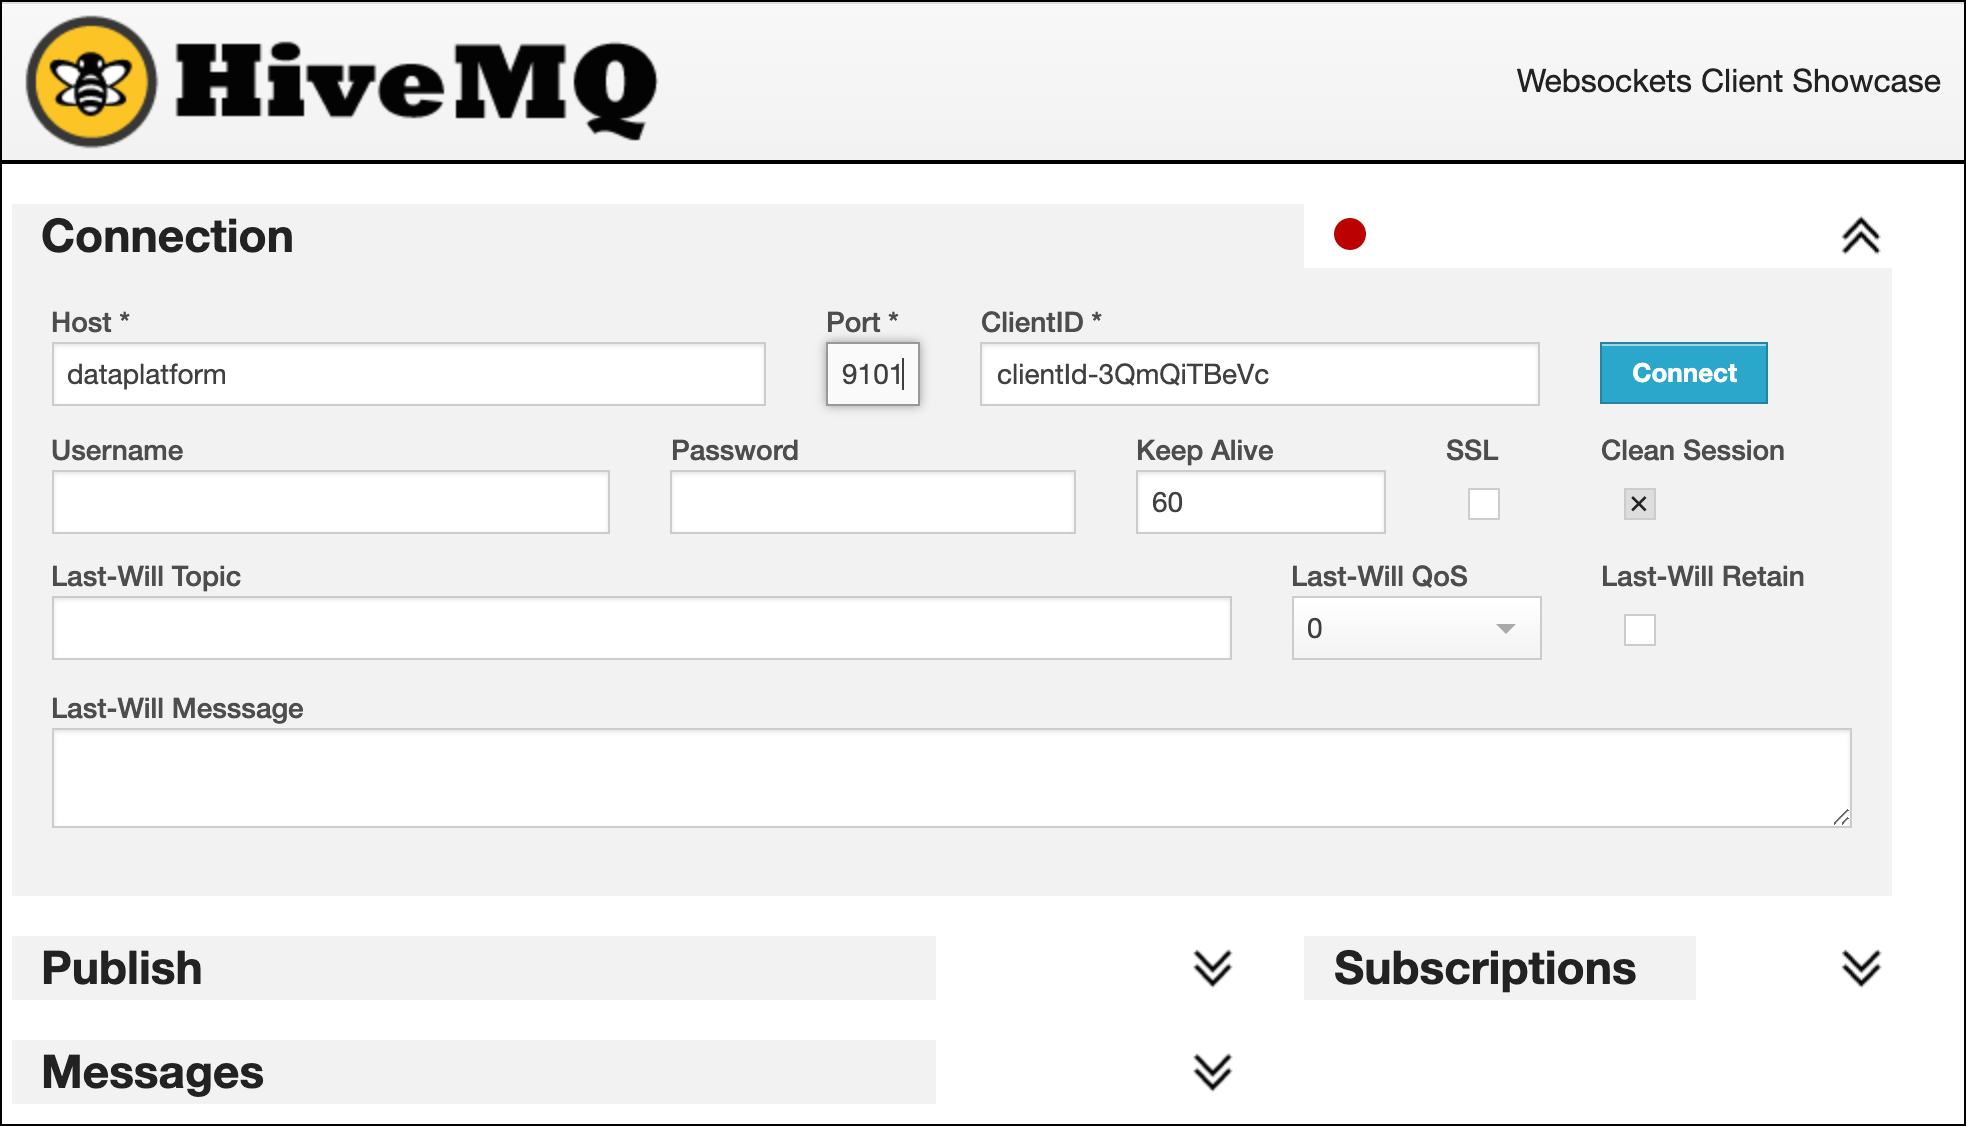 HiveMQ
Websockets Client Showcase
Connection
Host * Port * ClientID *
dataplatform 9101 clientId-3QmQiTBeVc Connect
Username Password Keep Alive SSL Clean Session
60
Last-Will Topic Last-Will QoS Last-Will Retain
0
Last-Will Messsage
Publish Subscriptions
Messages